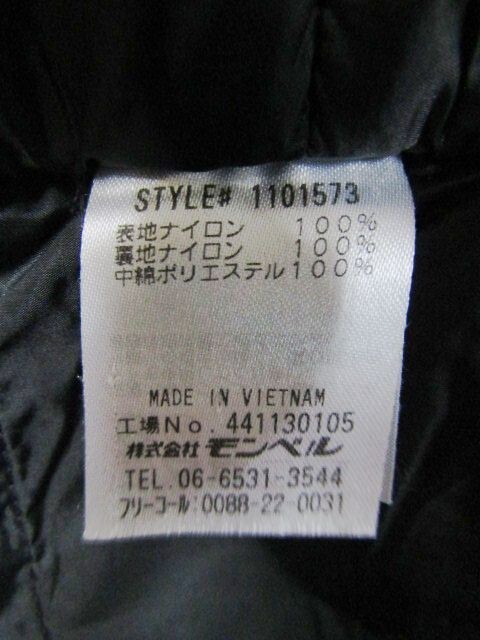 STYLE# 1101573
表地ナイロン 100%
裏地ナイロン 100%
中綿ポリエステル100%
MADE IN VIETNAM
工場No. 441130105
株式会社 モンベル
TEL. 06-6531-3544
フリーコール:0088-22-0031